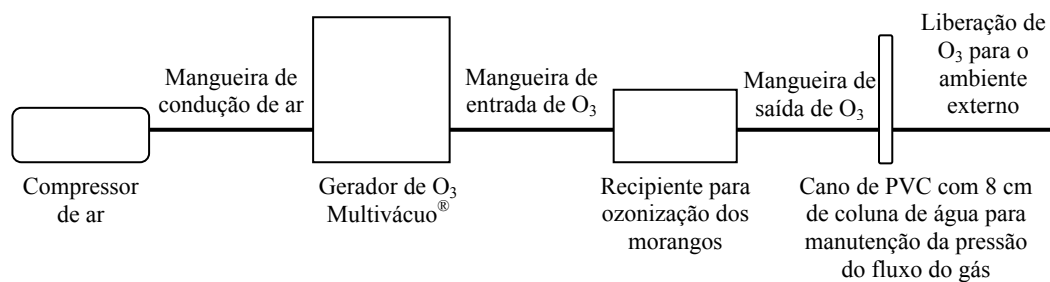 Mangueira de
condução de ar
Mangueira de
entrada de O₃
Mangueira de
saída de O₃
Liberação de
O₃ para o
ambiente
externo
Compressor
de ar
Gerador de O₃
Multivácuo®
Recipiente para
ozonização dos
morangos
Cano de PVC com 8 cm
de coluna de água para
manutenção da pressão
do fluxo do gás